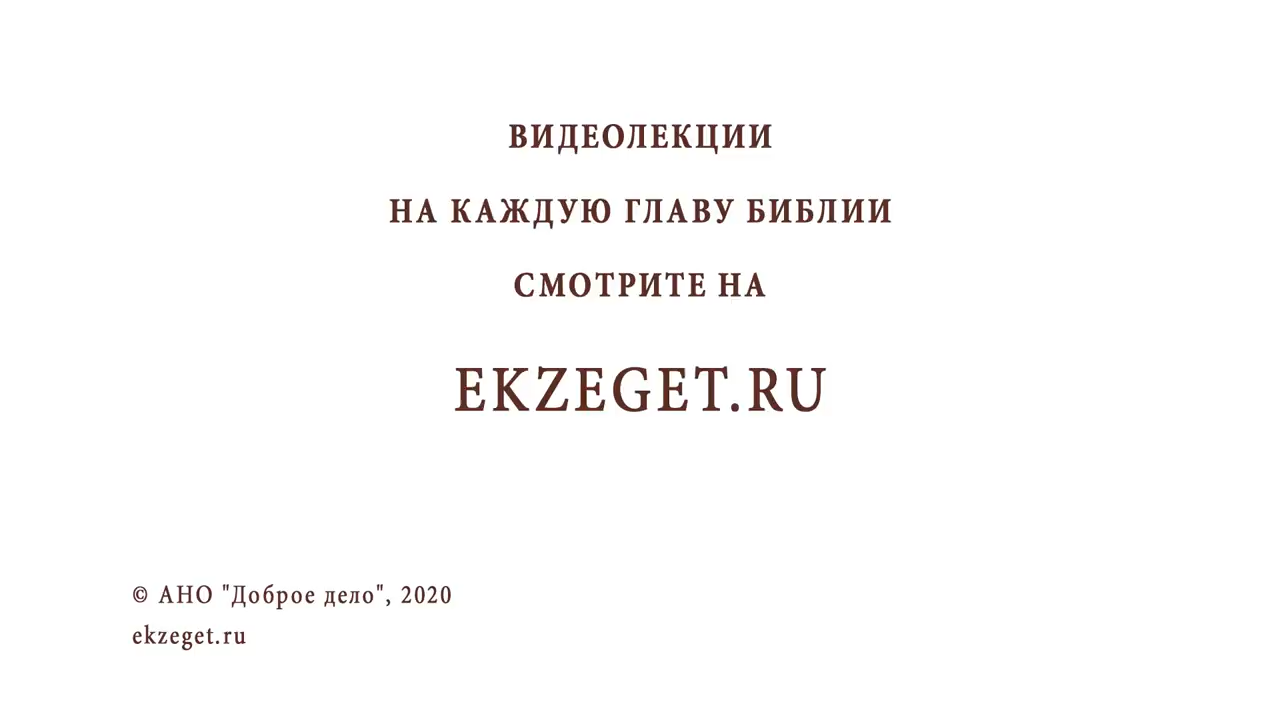 ВИДЕОЛЕКЦИИ
НА КАЖДУЮ ГЛАВУ БИБЛИИ
СМОТРИТЕ НА
EKZEGET.RU
© АНО "Доброе дело", 2020
ekzeget.ru